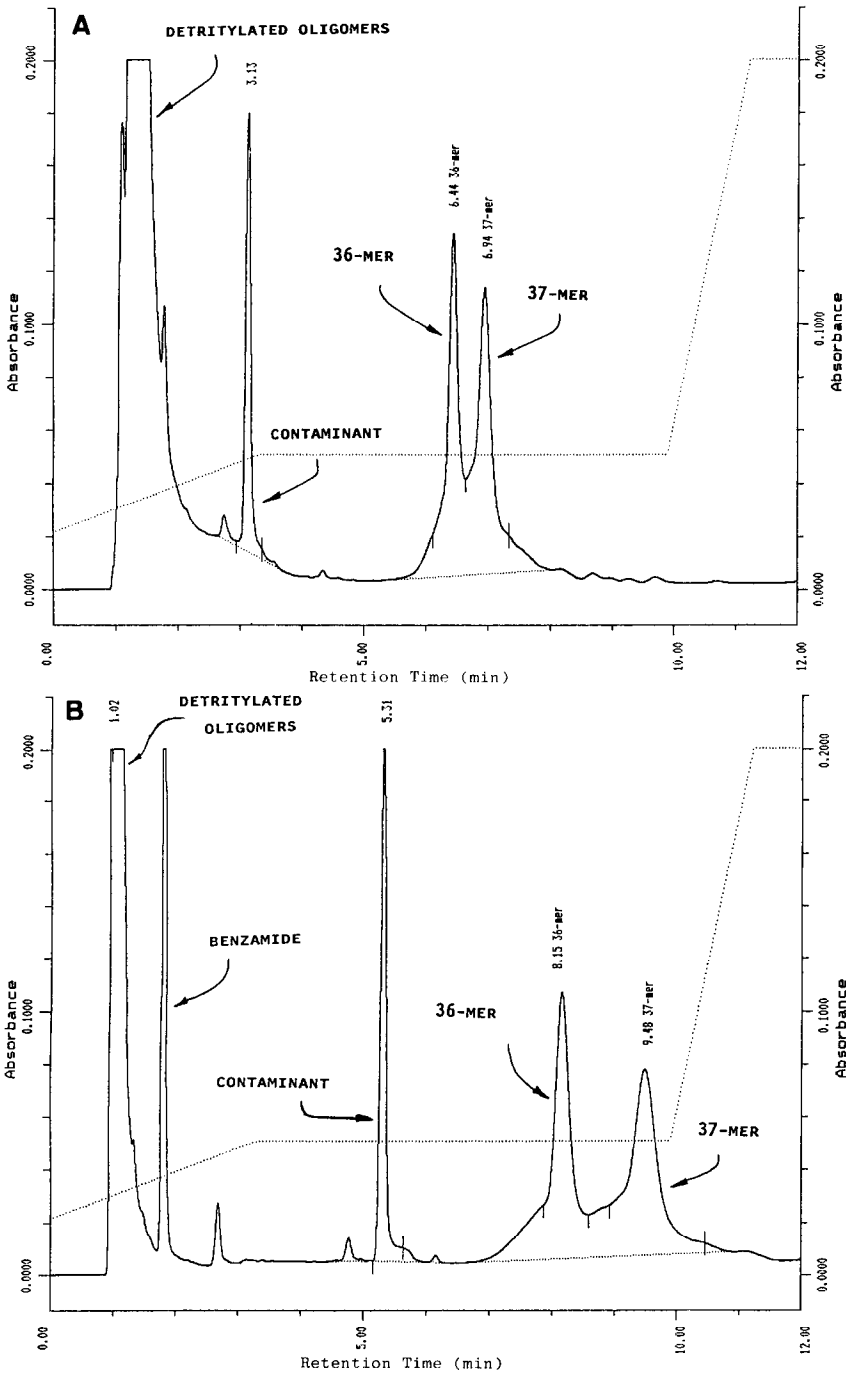 A
DETRITYLATED OLIGOMERS
3.13
6.44 36-mer
6.94 37-mer
36-MER
37-MER
CONTAMINANT
Absorbance
0.2000
0.1000
0.0000
Absorbance
0.2000
0.1000
0.0000
0.00
5.00
10.00
12.00
Retention Time (min)
B
DETRITYLATED
OLIGOMERS
1.02
5.31
BENZAMIDE
CONTAMINANT
8.15 36-mer
9.48 37-mer
36-MER
37-MER
Absorbance
0.2000
0.1000
0.0000
Absorbance
0.2000
0.1000
0.0000
0.00
5.00
10.00
12.00
Retention Time (min)